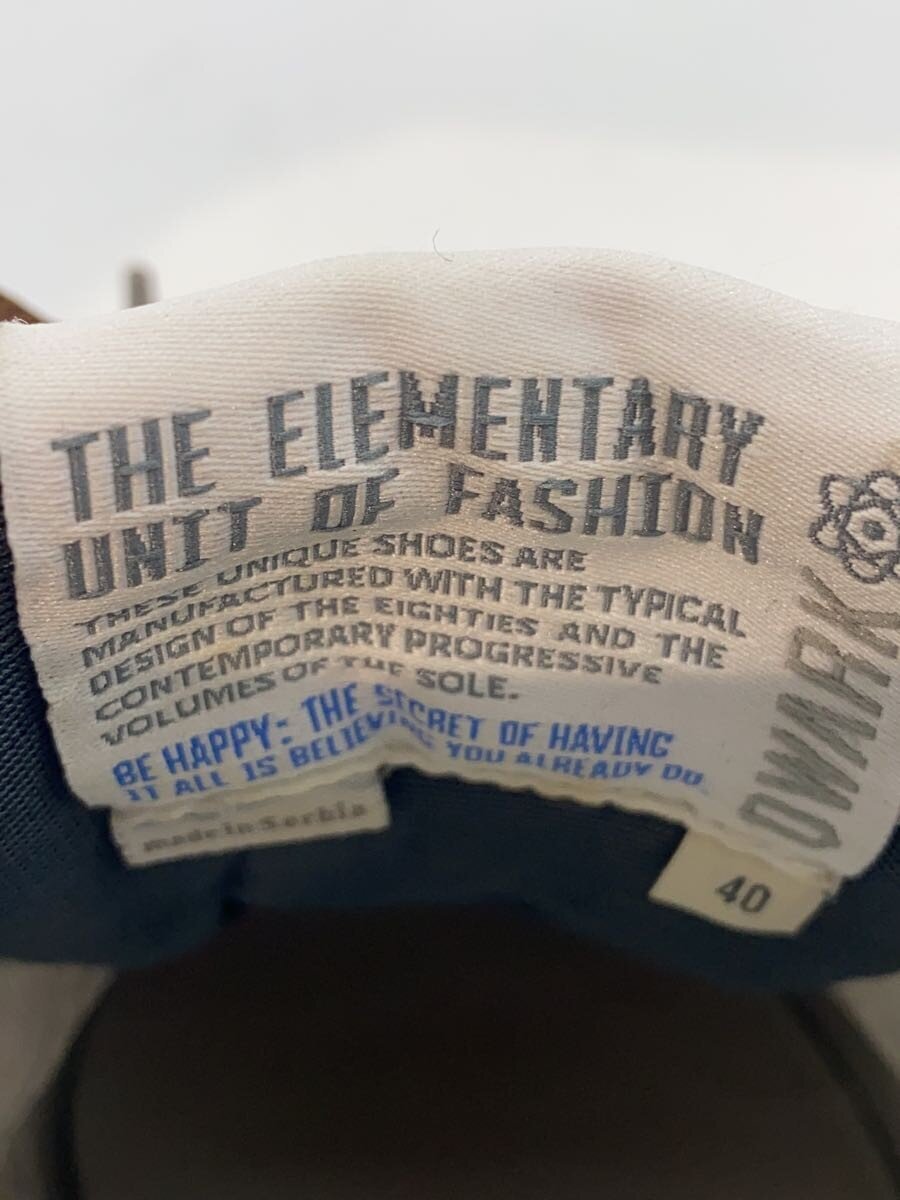 THE ELEMENTARY
UNIT OF FASHION
THESE UNIQUE SHOES ARE
MANUFACTURED WITH THE TYPICAL
DESIGN OF THE EIGHTIES AND THE
CONTEMPORARY PROGRESSIVE
VOLUMES OF THE SOLE.
BE HAPPY: THE SECRET OF HAVING
IT ALL IS BELIEVING YOU ALREADY DO.
DWARK
made in Serbia
40